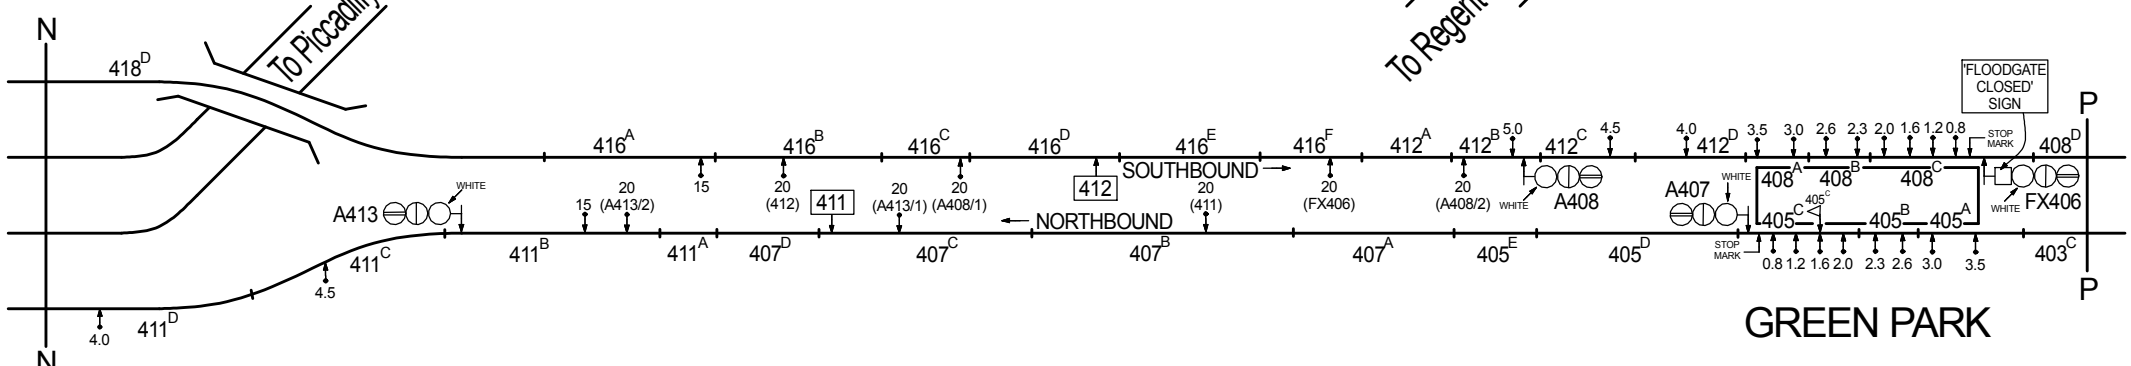 N
To Piccadilly
To Regent
'FLOODGATE
CLOSED'
SIGN
P
418D
416A
416B
416C
416D
416E
416F
412A
412B
5.0
412C
4.5
4.0
412D
3.5
3.0
2.6
2.3
2.0
1.6
1.2
0.8
STOP
MARK
408D
15
20
(412)
20
(A408/1)
412
SOUTHBOUND
20
(FX406)
20
(A408/2)
WHITE
A408
408A
408B
408C
WHITE
FX406
A413
WHITE
15
20
(A413/2)
411
20
(A413/1)
20
(411)
NORTHBOUND
A407
WHITE
405C
405C
405B
405A
411C
411B
411A
407D
407C
407B
407A
405E
405D
STOP
MARK
0.8
1.2
1.6
2.0
2.3
2.6
3.0
3.5
403C
4.5
4.0
411D
P
GREEN PARK
N